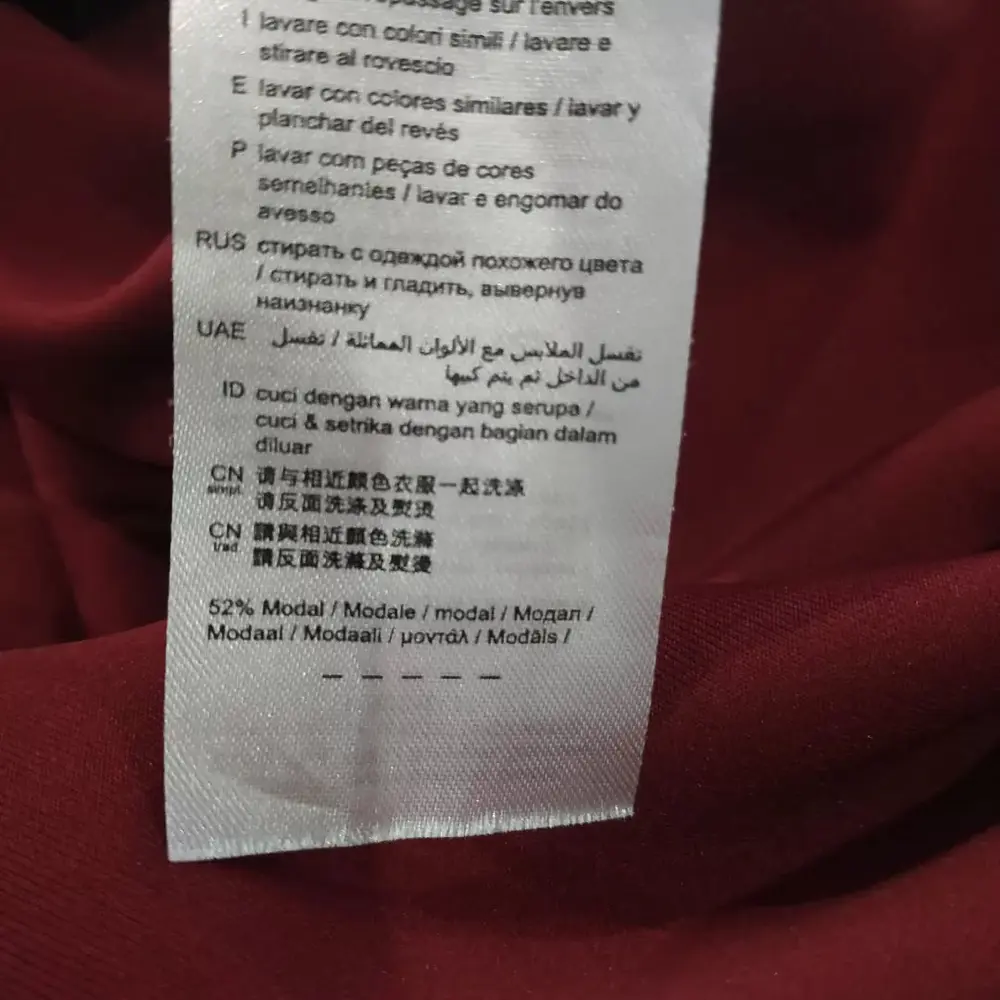 repassage sur l'envers
I lavare con colori simili / lavare e
stirare al rovescio
E lavar con colores similares / lavar y
planchar del revés
P lavar com peças de cores
semelhantes / lavar e engomar do
avesso
RUS стирать с одеждой похожего цвета
/ стирать и гладить, вывернув
наизнанку
UAE تغسل الملابس مع الألوان المماثلة / تغسل
من الداخل ثم يتم كيها
ID cuci dengan warna yang serupa /
cuci & setrika dengan bagian dalam
diluar
CN 请与相近颜色衣服一起洗涤
simpl. 请反面洗涤及熨烫
CN 請與相近顏色洗滌
trad 請反面洗滌及熨燙
52% Modal / Modale / modal / Модал /
Modaal / Modaali / μοντάλ / Modāls /
– – – – –